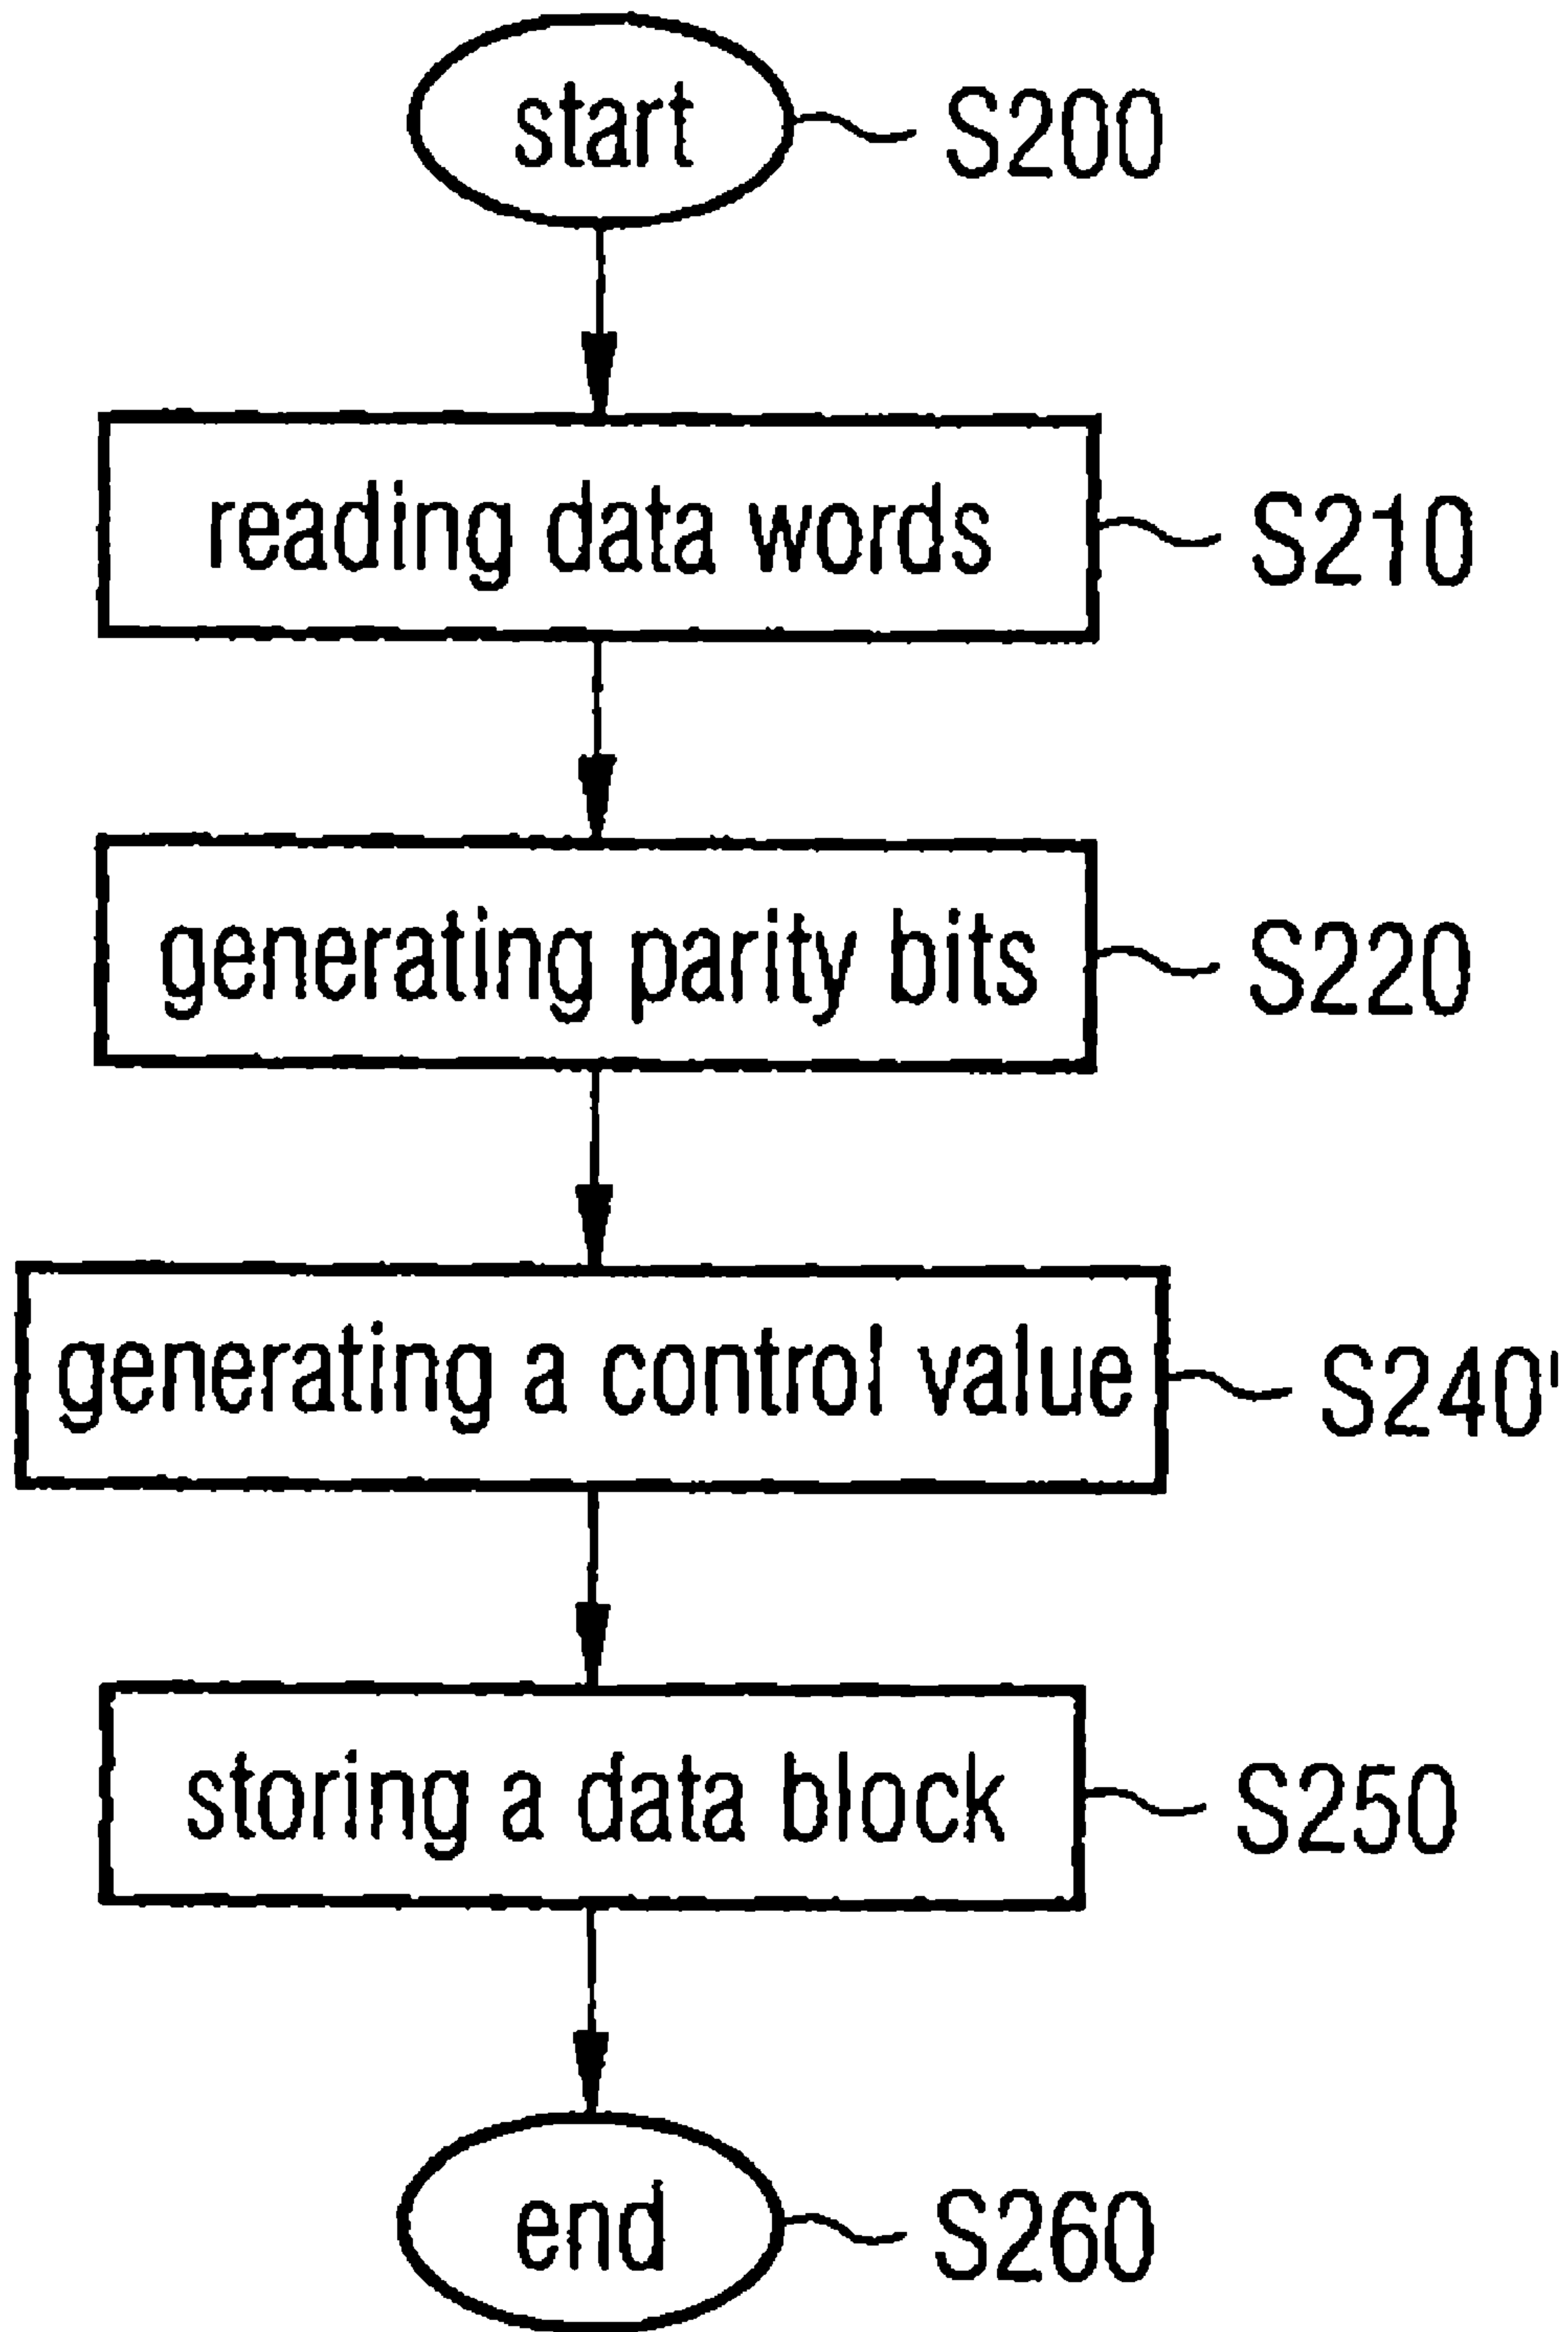 start S200
reading data words S210
generating parity bits S220
generating a control value S240'
storing a data block S250
end S260